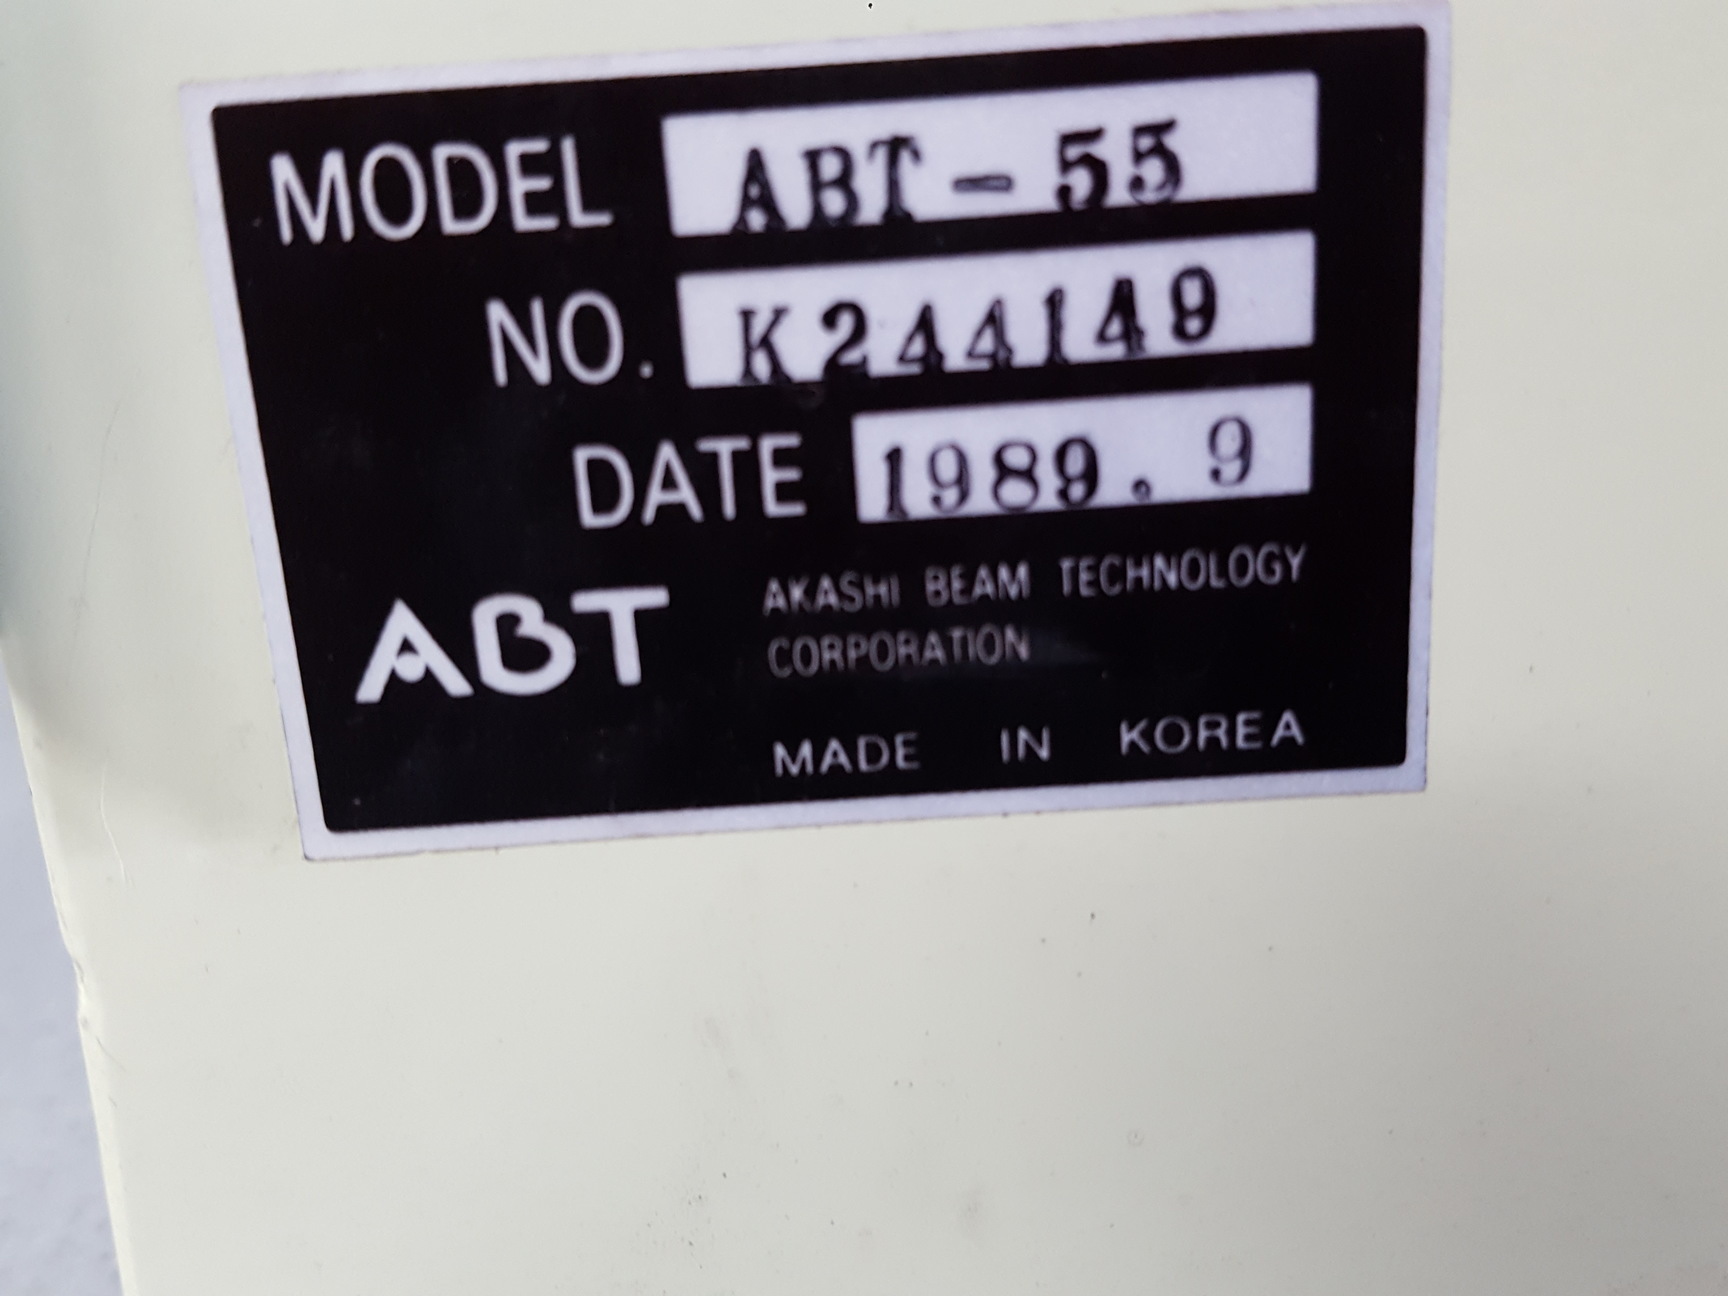 MODEL ABT-55
NO. K244149
DATE 1989.9
ABT AKASHI BEAM TECHNOLOGY
CORPORATION
MADE IN KOREA